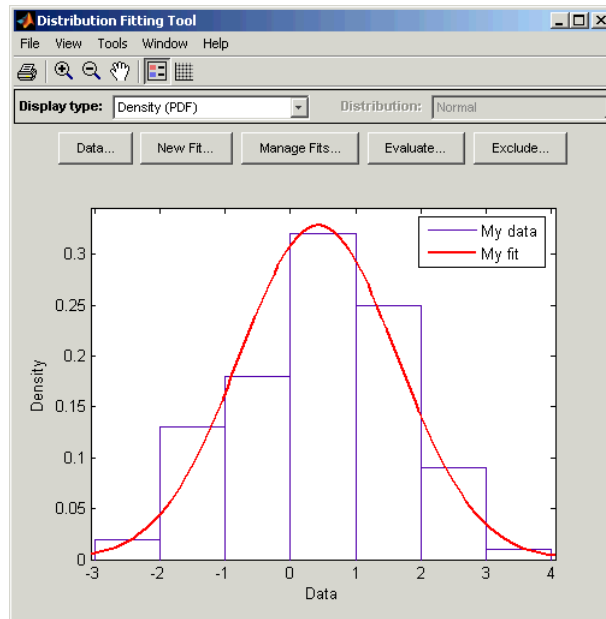 Distribution Fitting Tool
File View Tools Window Help
Display type: Density (PDF) Distribution: Normal
Data... New Fit... Manage Fits... Evaluate... Exclude...
My data
My fit
0.3
0.25
0.2
0.15
0.1
0.05
0
Density
-3 -2 -1 0 1 2 3 4
Data